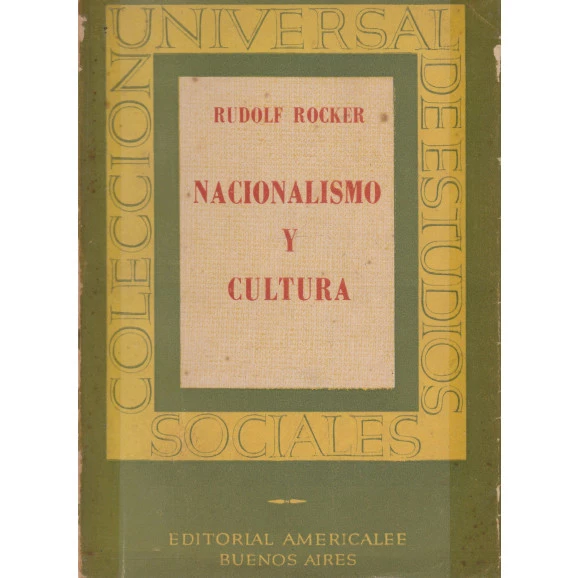 COLECCION
UNIVERSAL
DE ESTUDIOS
SOCIALES
RUDOLF ROCKER
NACIONALISMO
Y
CULTURA
EDITORIAL AMERICALEE
BUENOS AIRES